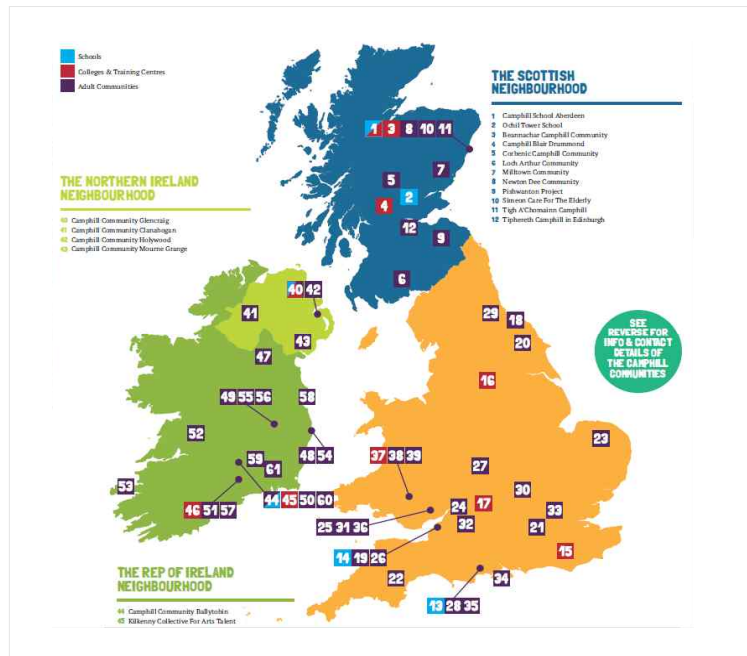 Schools
Colleges & Training Centres
Adult Communities
THE SCOTTISH
NEIGHBOURHOOD
1 Camphill School Aberdeen
2 Ochil Tower School
3 Beannachar Camphill Community
4 Camphill Blair Drummond
5 Corbenic Camphill Community
6 Loch Arthur Community
7 Milltown Community
8 Newton Dee Community
9 Pishwanton Project
10 Simeon Care For The Elderly
11 Tigh A'Chomainn Camphill
12 Tiphereth Camphill in Edinburgh
1 3 8 10 11
7
5
2
4
12
9
6
THE NORTHERN IRELAND
NEIGHBOURHOOD
40 Camphill Community Glencraig
41 Camphill Community Clanabogan
42 Camphill Community Holywood
43 Camphill Community Mourne Grange
40 42
41
43
47
29
18
20
SEE
REVERSE FOR
INFO & CONTACT
DETAILS OF
THE CAMPHILL
COMMUNITIES
16
49 55 56
58
52
23
37 38 39
48 54
59
61
27
53
30
44 45 50 60
46 51 57
24
17
33
25 31 36
32
21
14 19 26
15
22
34
13 28 35
THE REP OF IRELAND
NEIGHBOURHOOD
44 Camphill Community Ballytobin
45 Kilkenny Collective For Arts Talent